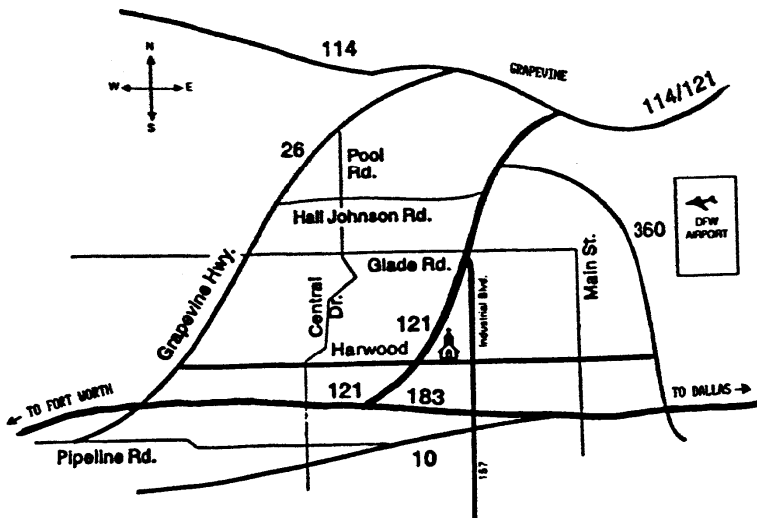 114
GRAPEVINE
114/121
N
W E
S
26
Pool
Rd.
Hall Johnson Rd.
360
DFW
AIRPORT
Grapevine Hwy.
Glade Rd.
Main St.
Central
Dr.
121
Industrial Blvd.
Harwood
121
183
← TO FORT WORTH
TO DALLAS →
Pipeline Rd.
10
157